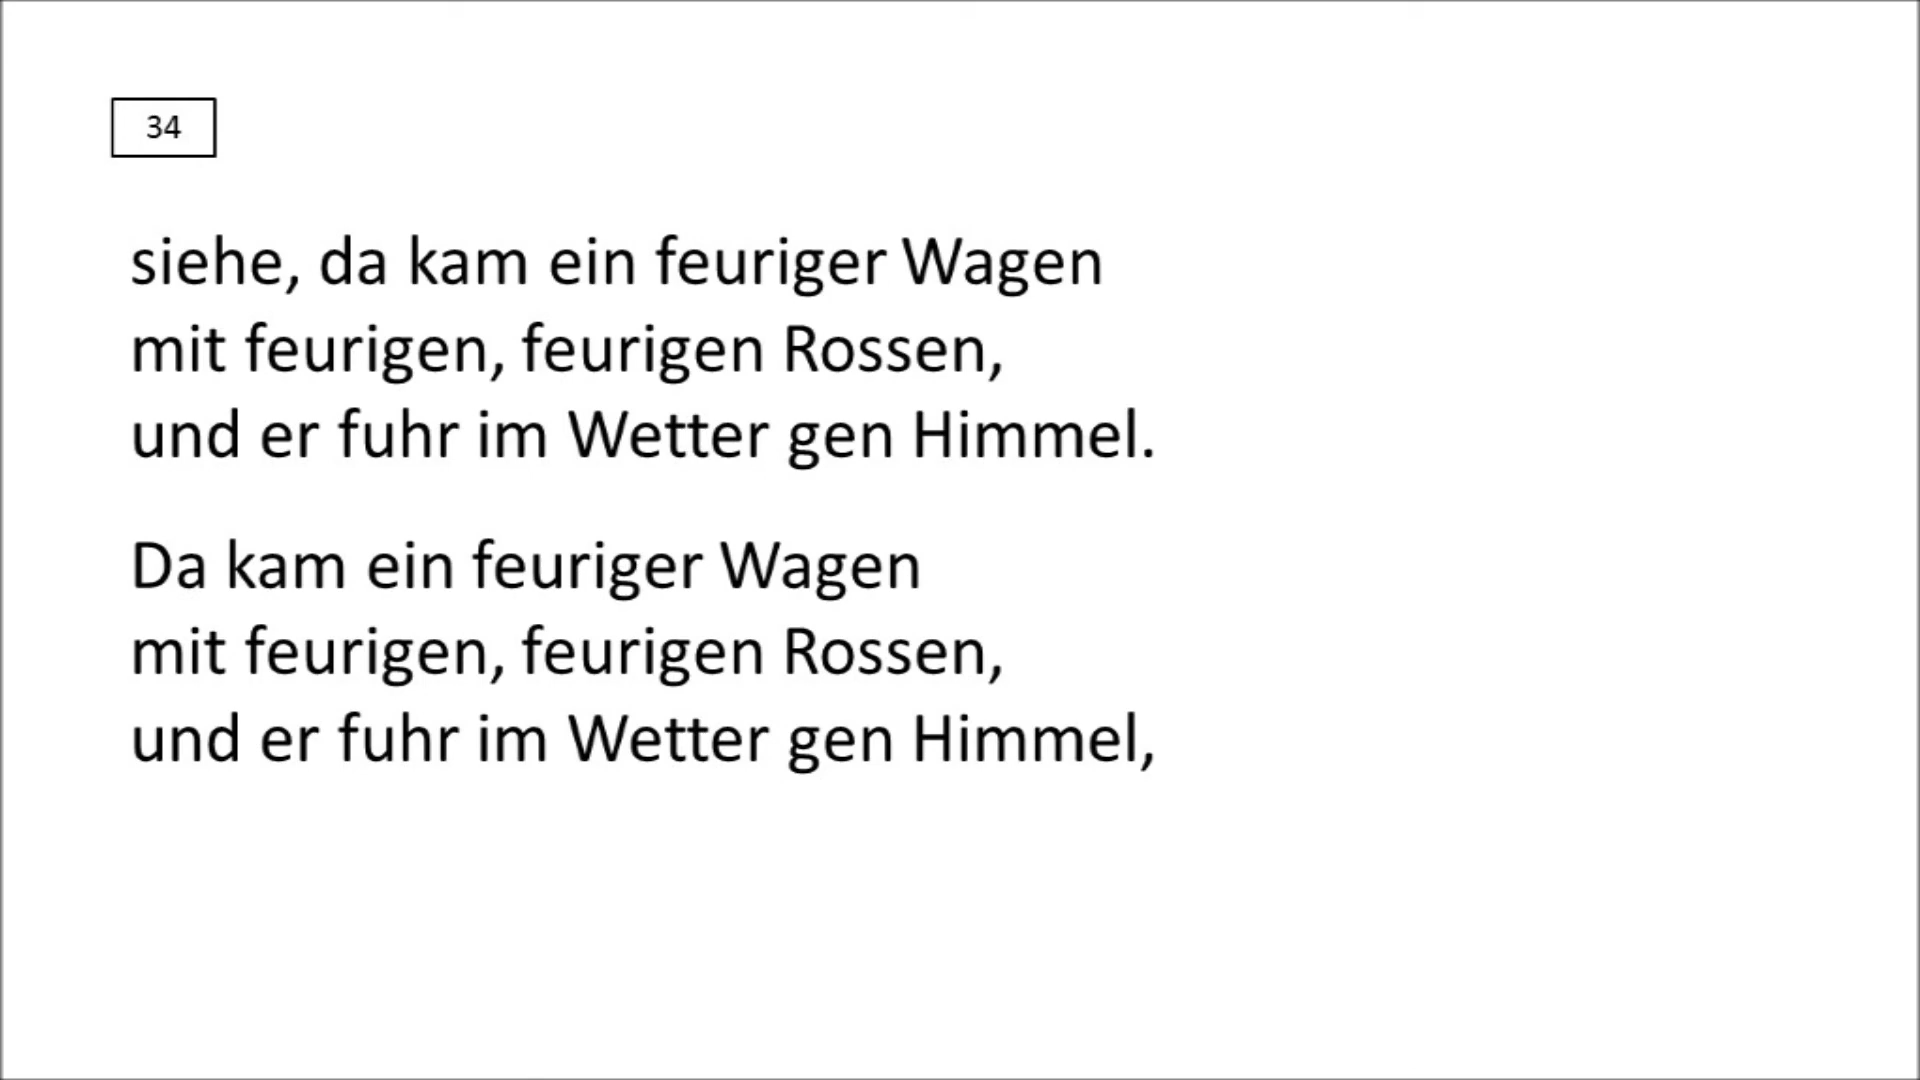 34
siehe, da kam ein feuriger Wagen
mit feurigen, feurigen Rossen,
und er fuhr im Wetter gen Himmel.
Da kam ein feuriger Wagen
mit feurigen, feurigen Rossen,
und er fuhr im Wetter gen Himmel,